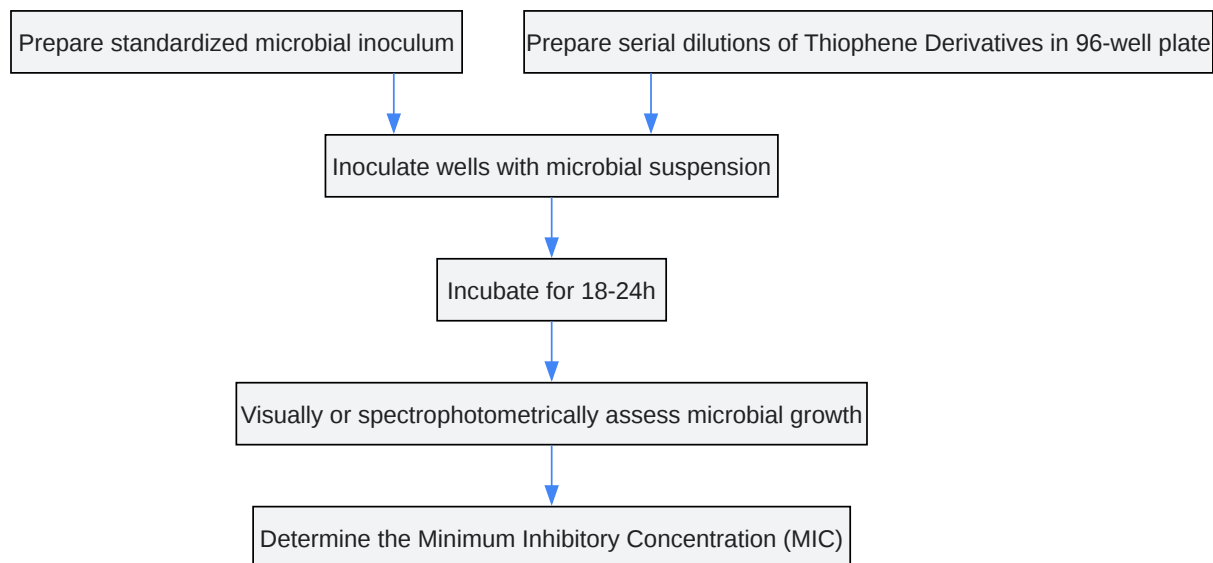 Prepare standardized microbial inoculum
Prepare serial dilutions of Thiophene Derivatives in 96-well plate
Inoculate wells with microbial suspension
Incubate for 18-24h
Visually or spectrophotometrically assess microbial growth
Determine the Minimum Inhibitory Concentration (MIC)